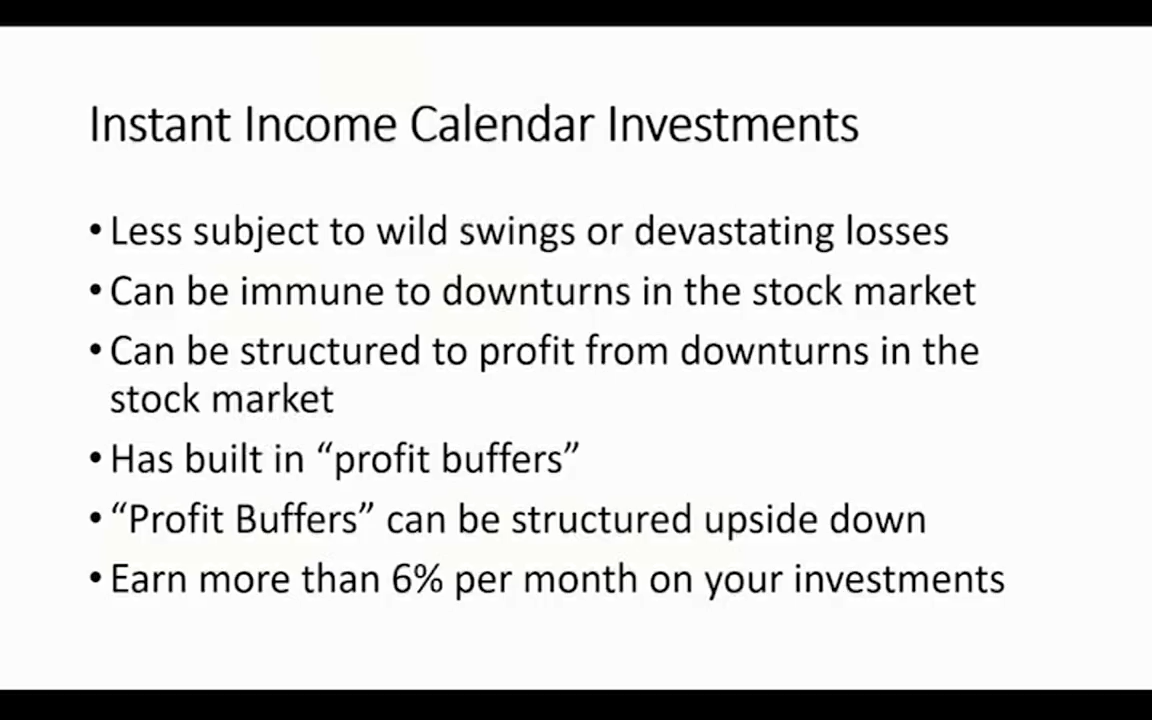 Instant Income Calendar Investments
• Less subject to wild swings or devastating losses
• Can be immune to downturns in the stock market
• Can be structured to profit from downturns in the
stock market
• Has built in “profit buffers”
• “Profit Buffers” can be structured upside down
• Earn more than 6% per month on your investments